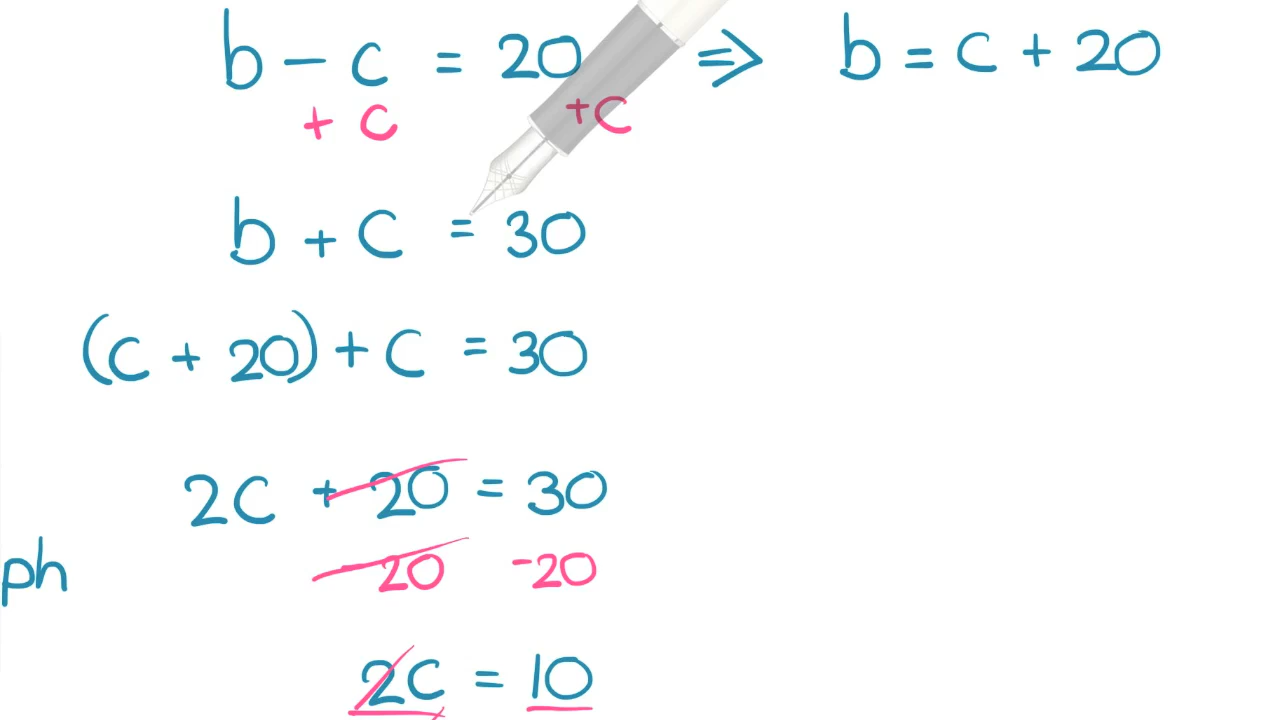 b − c = 20 ⇒ b = c + 20
+ c +c
b + c = 30
(c + 20) + c = 30
2c + 20 = 30
ph
- 20 -20
2c = 10